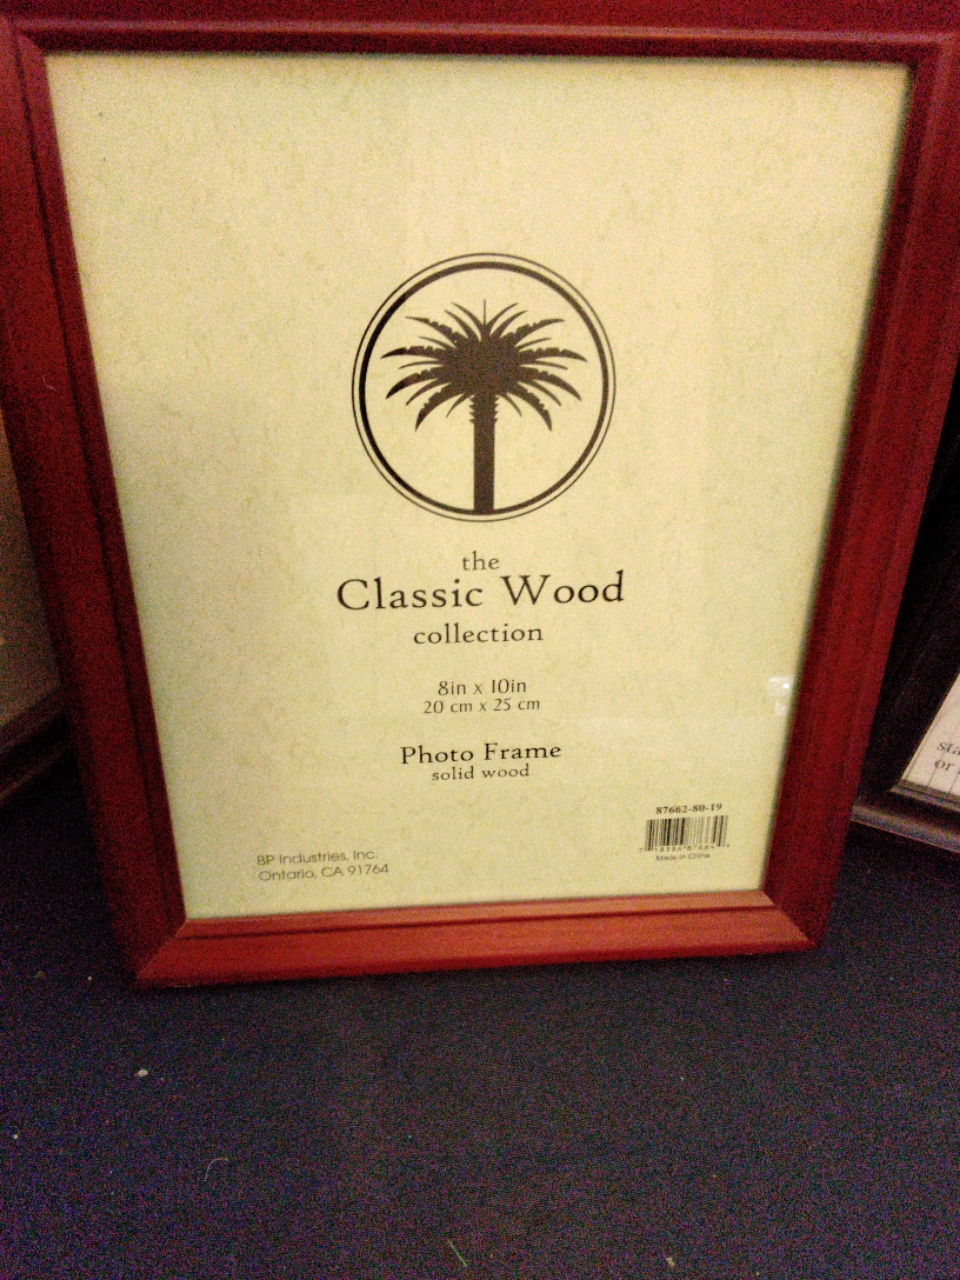 the
Classic Wood
collection
8in x 10in
20 cm x 25 cm
Photo Frame
solid wood
87662-80-19
Made in China
BP Industries, Inc.
Ontario, CA 91764
or